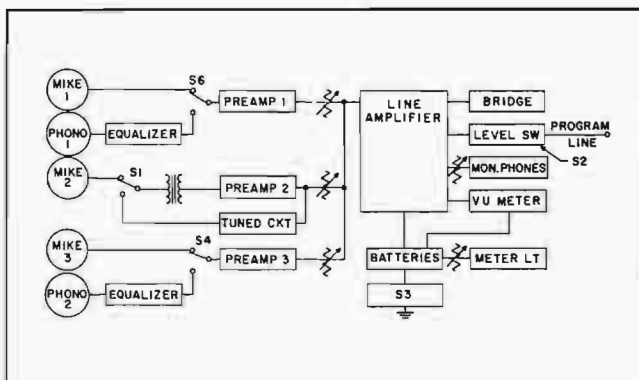 MIKE 1
S6
PREAMP 1
PHONO 1
EQUALIZER
MIKE 2
S1
PREAMP 2
TUNED CKT
MIKE 3
S4
PREAMP 3
PHONO 2
EQUALIZER
LINE AMPLIFIER
BRIDGE
LEVEL SW
PROGRAM LINE
S2
MON. PHONES
VU METER
BATTERIES
METER LT
S3